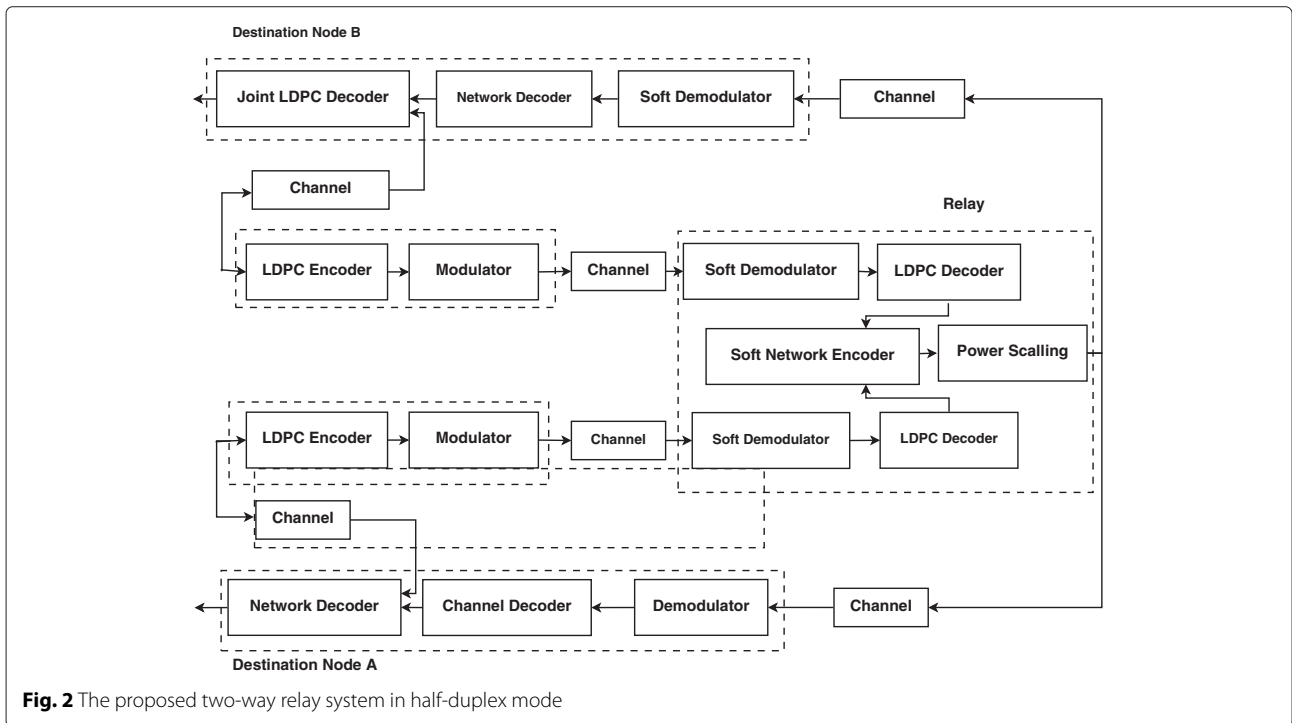 Destination Node B
Joint LDPC Decoder
Network Decoder
Soft Demodulator
Channel
Channel
Relay
LDPC Encoder
Modulator
Channel
Soft Demodulator
LDPC Decoder
Soft Network Encoder
Power Scalling
LDPC Encoder
Modulator
Channel
Soft Demodulator
LDPC Decoder
Channel
Network Decoder
Channel Decoder
Demodulator
Channel
Destination Node A
Fig. 2 The proposed two-way relay system in half-duplex mode